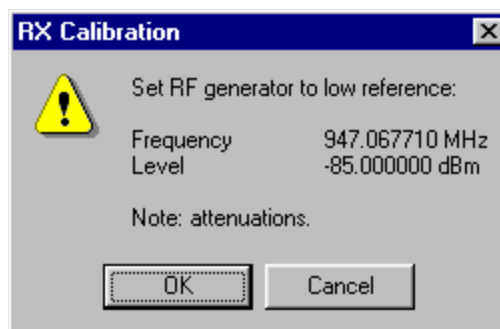 RX Calibration
Set RF generator to low reference:
Frequency 947.067710 MHz
Level -85.000000 dBm
Note: attenuations.
OK Cancel